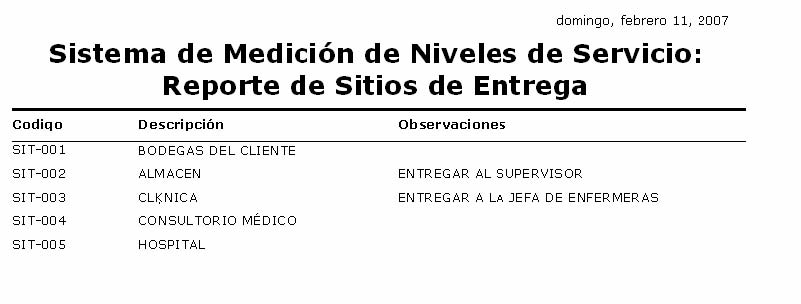 domingo, febrero 11, 2007
Sistema de Medición de Niveles de Servicio:
Reporte de Sitios de Entrega
Codigo Descripción Observaciones
SIT-001 BODEGAS DEL CLIENTE
SIT-002 ALMACEN ENTREGAR AL SUPERVISOR
SIT-003 CLĶNICA ENTREGAR A LA JEFA DE ENFERMERAS
SIT-004 CONSULTORIO MÉDICO
SIT-005 HOSPITAL